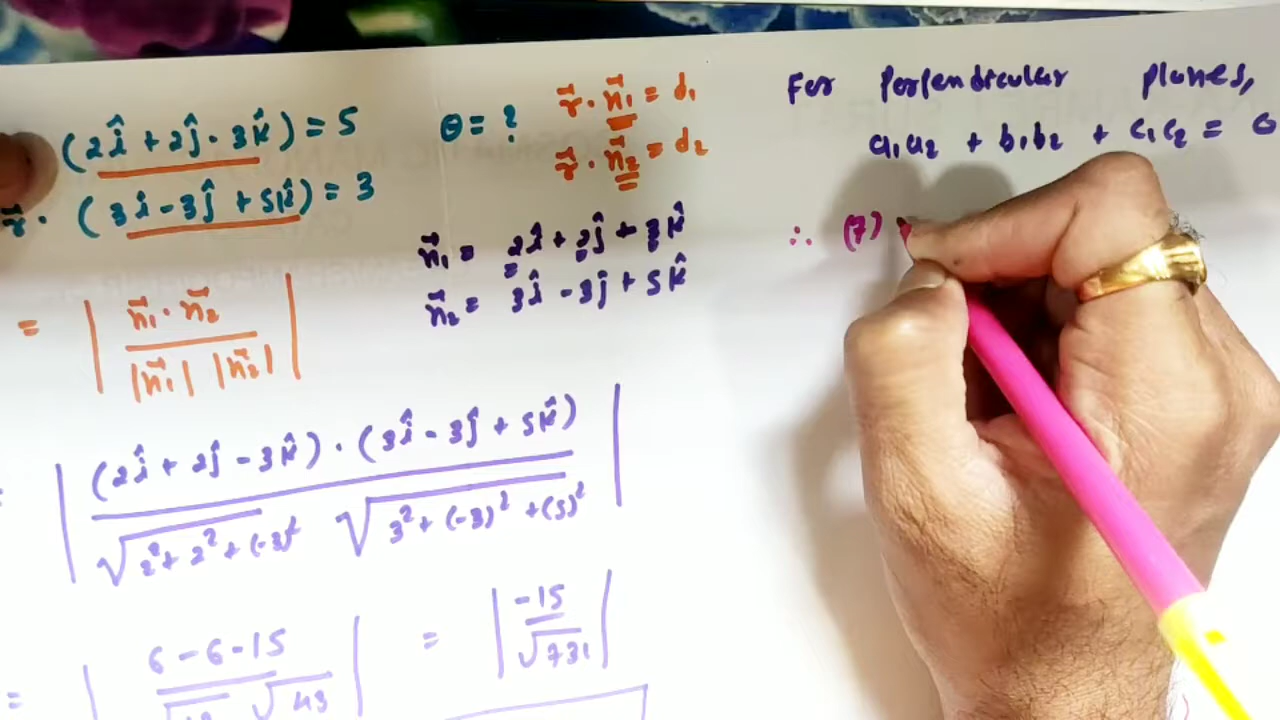 (2î + 2ĵ - 3k̂) = 5
r⃗ · (3î - 3ĵ + 5k̂) = 3
θ = ?
r⃗ · n⃗₁ = d₁
r⃗ · n⃗₂ = d₂
n⃗₁ = 2î + 2ĵ + 3k̂
n⃗₂ = 3î - 3ĵ + 5k̂
= | n⃗₁ · n⃗₂ / |n⃗₁| |n⃗₂| |
= | (2î + 2ĵ - 3k̂) · (3î - 3ĵ + 5k̂) / √2² + 2² + (-3)² √3² + (-3)² + (5)² |
= | 6 - 6 - 15 / √43 |
= | -15 / √731 |
For Perpendicular planes,
a₁a₂ + b₁b₂ + c₁c₂ = 0
∴ (7)